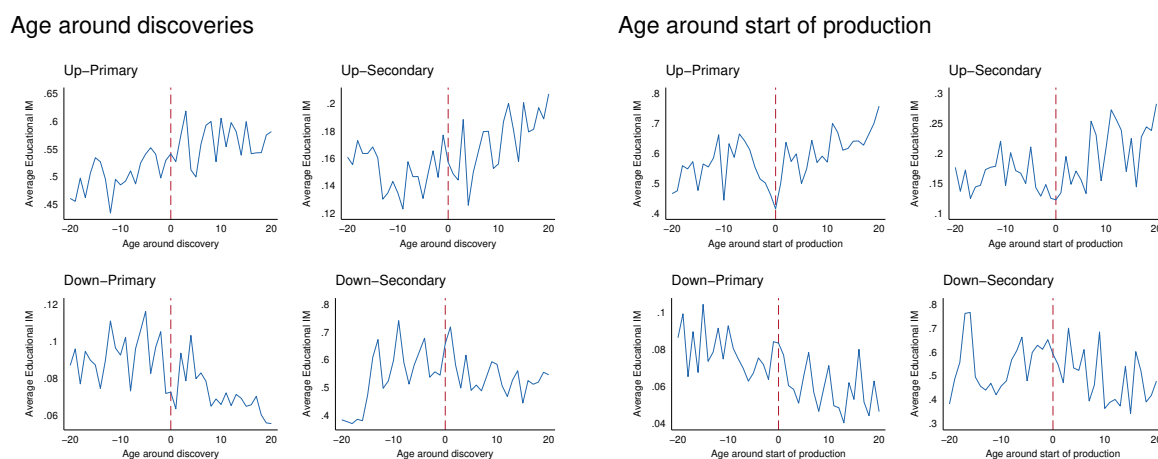 Age around discoveries
Age around start of production
Up−Primary
Average Educational IM
.65
.6
.55
.5
.45
−20 −10 0 10 20
Age around discovery
Up−Secondary
Average Educational IM
.2
.18
.16
.14
.12
−20 −10 0 10 20
Age around discovery
Down−Primary
Average Educational IM
.12
.1
.08
.06
−20 −10 0 10 20
Age around discovery
Down−Secondary
Average Educational IM
.8
.7
.6
.5
.4
−20 −10 0 10 20
Age around discovery
Up−Primary
Average Educational IM
.8
.7
.6
.5
.4
−20 −10 0 10 20
Age around start of production
Up−Secondary
Average Educational IM
.3
.25
.2
.15
.1
−20 −10 0 10 20
Age around start of production
Down−Primary
Average Educational IM
.1
.08
.06
.04
−20 −10 0 10 20
Age around start of production
Down−Secondary
Average Educational IM
.8
.7
.6
.5
.4
.3
−20 −10 0 10 20
Age around start of production